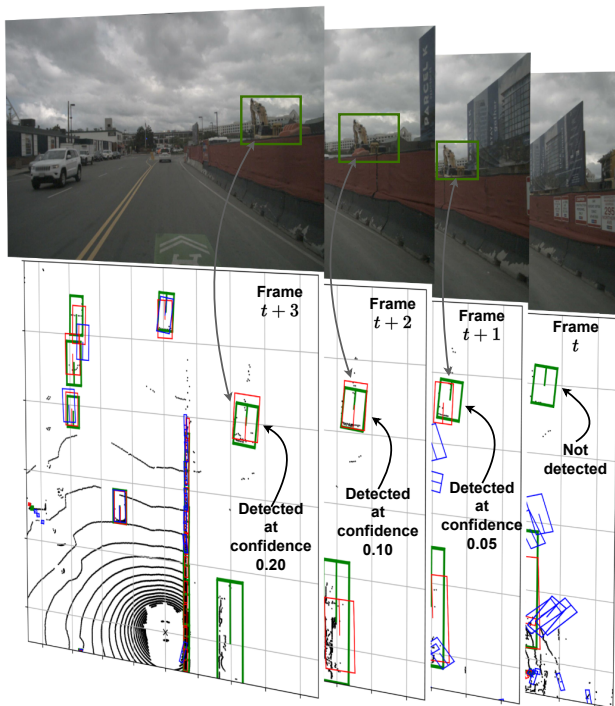 PARCEL K
Frame
t + 3
Frame
t + 2
Frame
t + 1
Frame
t
Detected
at
confidence
0.20
Detected
at
confidence
0.10
Detected
at
confidence
0.05
Not
detected